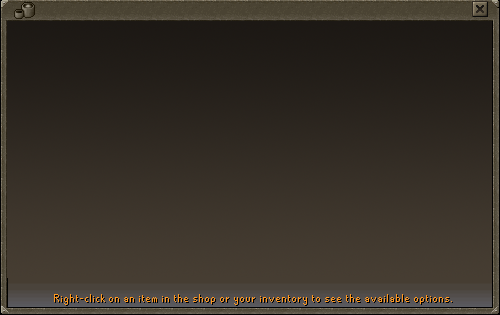 Right-click on an item in the shop or your inventory to see the available options.